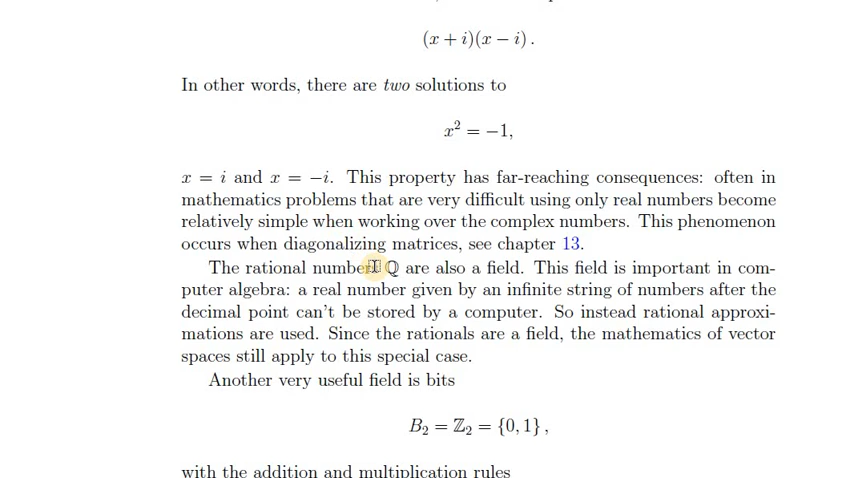 (x + i)(x − i) .
In other words, there are two solutions to
x² = −1,
x = i and x = −i. This property has far-reaching consequences: often in
mathematics problems that are very difficult using only real numbers become
relatively simple when working over the complex numbers. This phenomenon
occurs when diagonalizing matrices, see chapter 13.
The rational numbers ℚ are also a field. This field is important in com-
puter algebra: a real number given by an infinite string of numbers after the
decimal point can't be stored by a computer. So instead rational approxi-
mations are used. Since the rationals are a field, the mathematics of vector
spaces still apply to this special case.
Another very useful field is bits
B₂ = ℤ₂ = {0, 1} ,
with the addition and multiplication rules